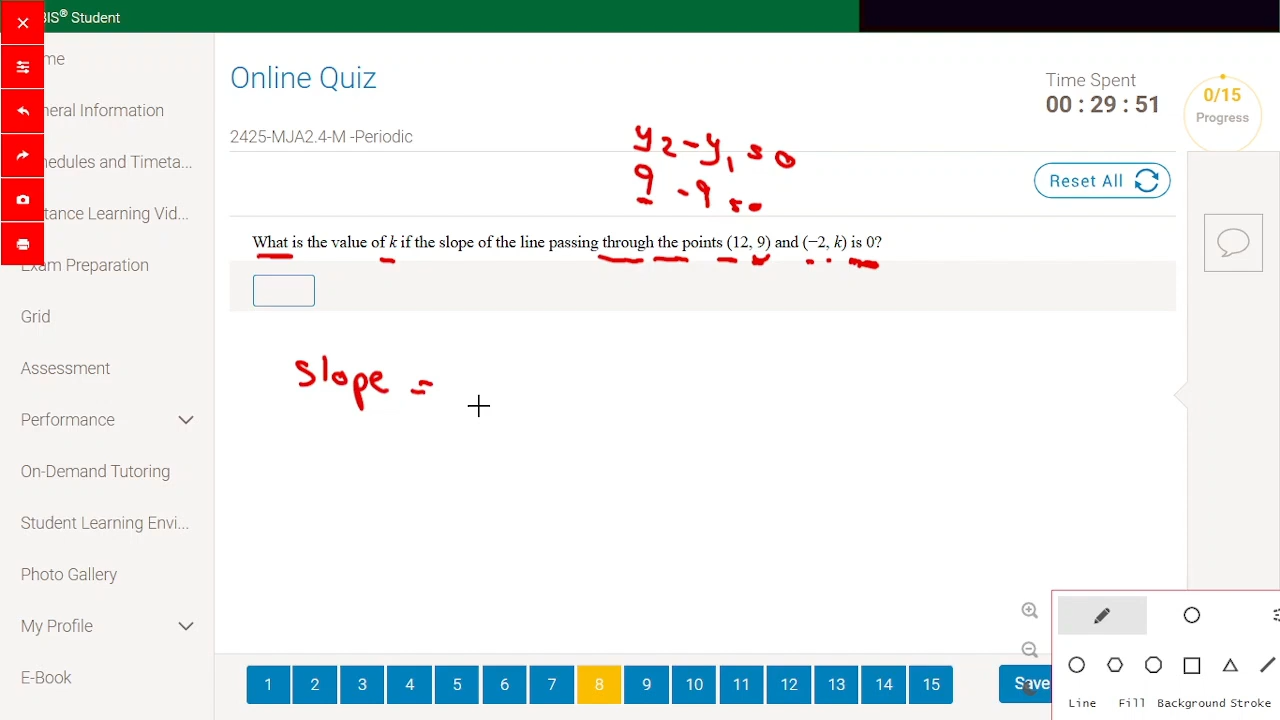 BIS® Student
me
neral Information
hedules and Timeta...
stance Learning Vid...
Exam Preparation
Grid
Assessment
Performance
On-Demand Tutoring
Student Learning Envi...
Photo Gallery
My Profile
E-Book
Online Quiz
Time Spent
00 : 29 : 51
0/15
Progress
2425-MJA2.4-M -Periodic
y2-y1 = 0
9 - 9 = 0
Reset All
What is the value of k if the slope of the line passing through the points (12, 9) and (−2, k) is 0?
Slope =
1 2 3 4 5 6 7 8 9 10 11 12 13 14 15
Save
Line Fill Background Stroke